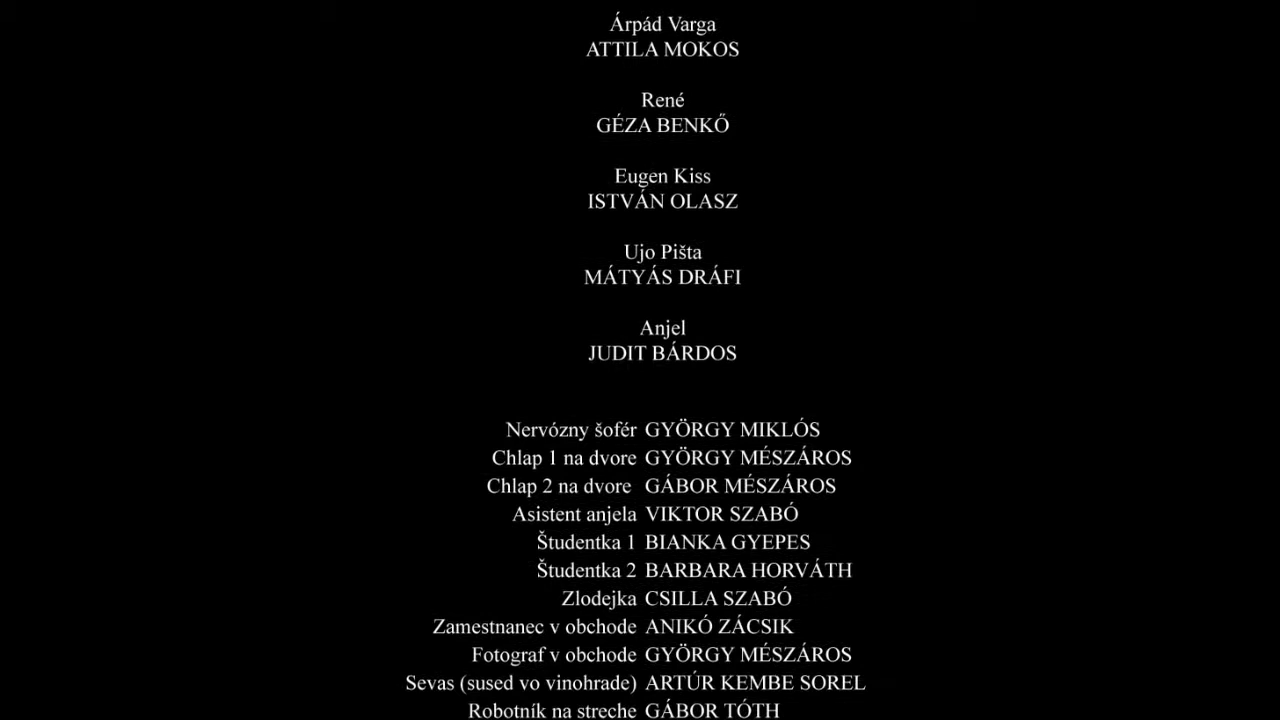 Árpád Varga
ATTILA MOKOS
René
GÉZA BENKŐ
Eugen Kiss
ISTVÁN OLASZ
Ujo Pišta
MÁTYÁS DRÁFI
Anjel
JUDIT BÁRDOS
Nervózny šofér GYÖRGY MIKLÓS
Chlap 1 na dvore GYÖRGY MÉSZÁROS
Chlap 2 na dvore GÁBOR MÉSZÁROS
Asistent anjela VIKTOR SZABÓ
Študentka 1 BIANKA GYEPES
Študentka 2 BARBARA HORVÁTH
Zlodejka CSILLA SZABÓ
Zamestnanec v obchode ANIKÓ ZÁCSIK
Fotograf v obchode GYÖRGY MÉSZÁROS
Sevas (sused vo vinohrade) ARTÚR KEMBE SOREL
Robotník na streche GÁBOR TÓTH